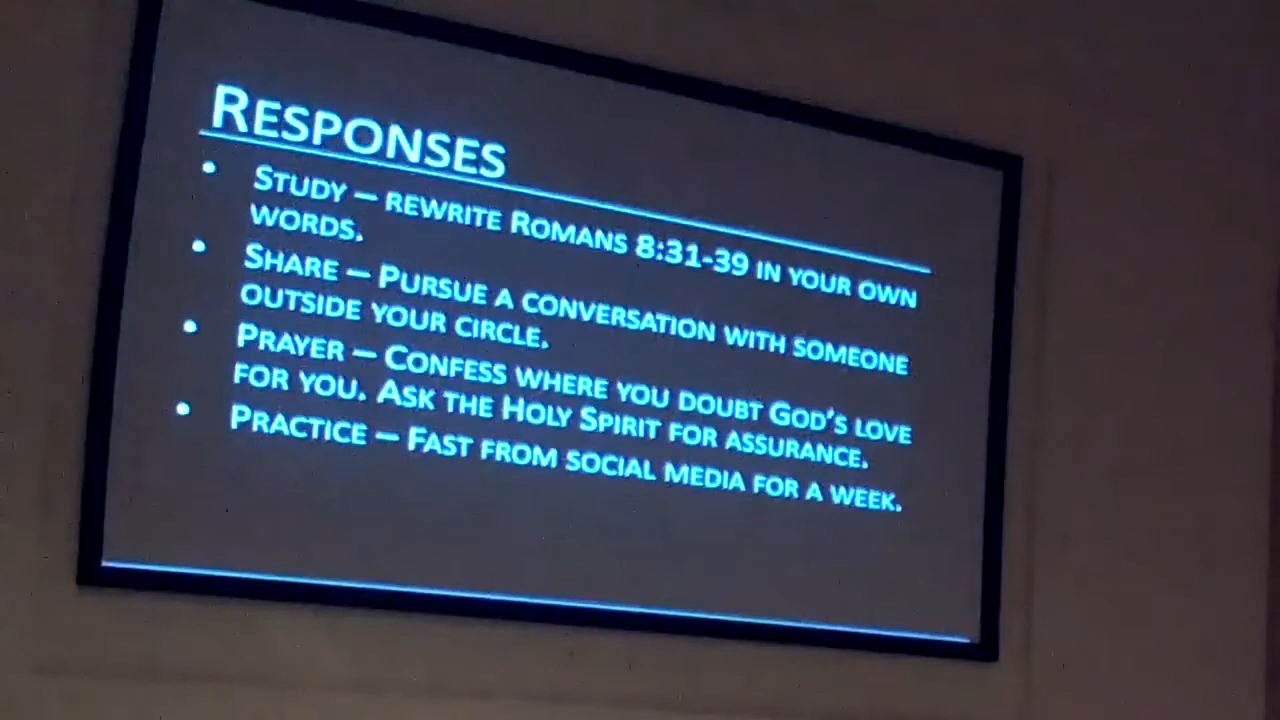 RESPONSES
• STUDY – REWRITE ROMANS 8:31-39 IN YOUR OWN
WORDS.
• SHARE – PURSUE A CONVERSATION WITH SOMEONE
OUTSIDE YOUR CIRCLE.
• PRAYER – CONFESS WHERE YOU DOUBT GOD'S LOVE
FOR YOU. ASK THE HOLY SPIRIT FOR ASSURANCE.
• PRACTICE – FAST FROM SOCIAL MEDIA FOR A WEEK.